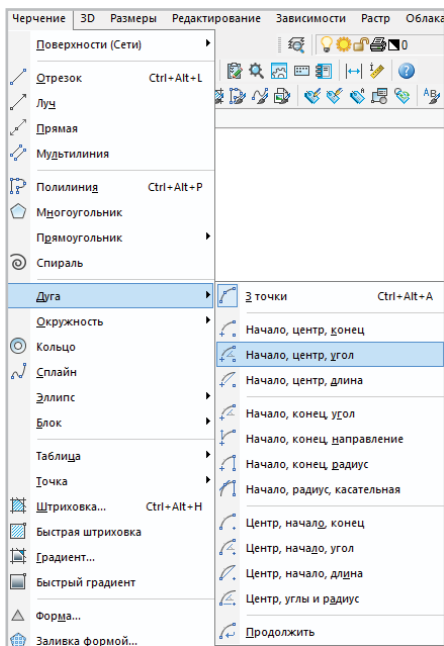 Черчение 3D Размеры Редактирование Зависимости Растр Облака
0
Поверхности (Сети)
Отрезок Ctrl+Alt+L
Луч
Прямая
Мультилиния
Полилиния Ctrl+Alt+P
Многоугольник
Прямоугольник
Спираль
Дуга
Окружность
Кольцо
Сплайн
Эллипс
Блок
Таблица
Точка
Штриховка... Ctrl+Alt+H
Быстрая штриховка
Градиент...
Быстрый градиент
Форма...
Заливка формой...
3 точки Ctrl+Alt+A
Начало, центр, конец
Начало, центр, угол
Начало, центр, длина
Начало, конец, угол
Начало, конец, направление
Начало, конец, радиус
Начало, радиус, касательная
Центр, начало, конец
Центр, начало, угол
Центр, начало, длина
Центр, углы и радиус
Продолжить